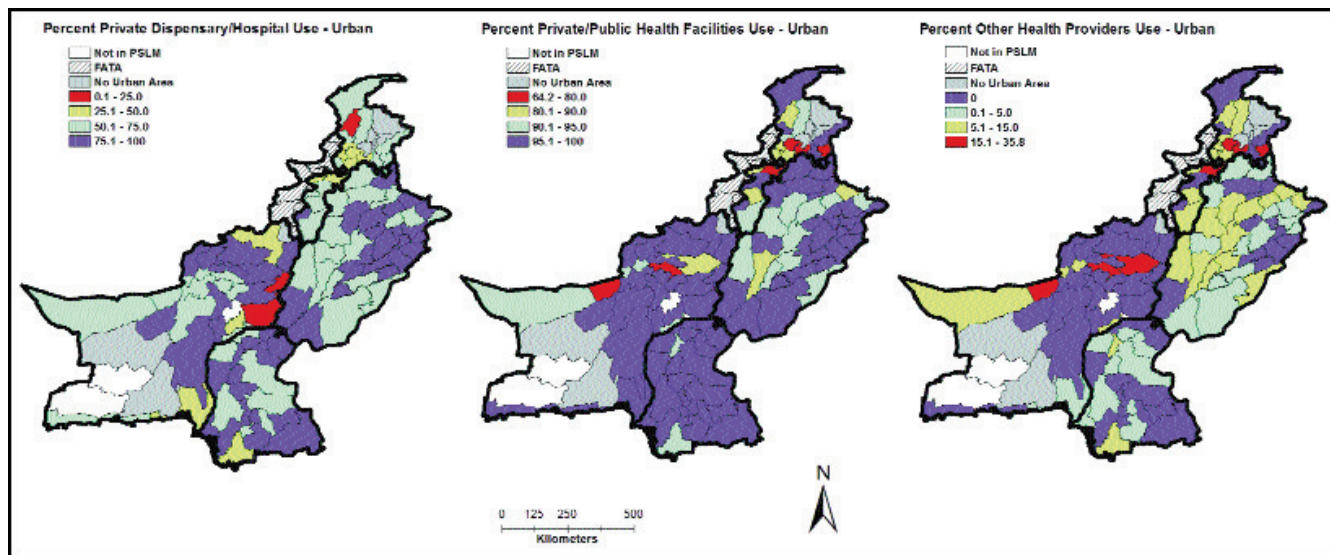 Percent Private Dispensary/Hospital Use - Urban
Not in PSLM
FATA
No Urban Area
0.1 - 25.0
25.1 - 50.0
50.1 - 75.0
75.1 - 100
Percent Private/Public Health Facilities Use - Urban
Not in PSLM
FATA
No Urban Area
64.2 - 80.0
80.1 - 90.0
90.1 - 95.0
95.1 - 100
Percent Other Health Providers Use - Urban
Not in PSLM
FATA
No Urban Area
0
0.1 - 5.0
5.1 - 15.0
15.1 - 35.8
N
0 125 250 500
Kilometers